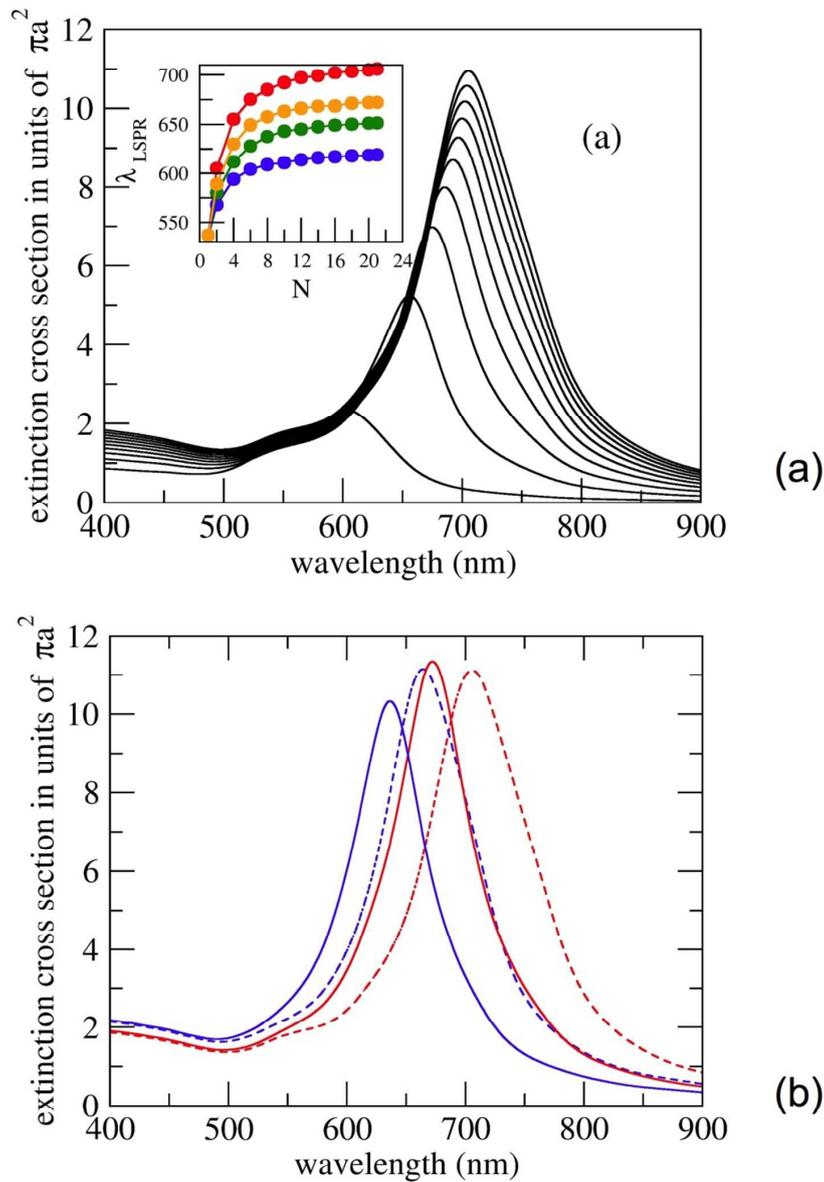 extinction cross section in units of πa²
12
10
8
6
4
2
0
400 500 600 700 800 900
wavelength (nm)
(a)
λ LSPR
700
650
600
550
0 4 8 12 16 20 24
N
(a)
extinction cross section in units of πa²
12
10
8
6
4
2
0
400 500 600 700 800 900
wavelength (nm)
(b)